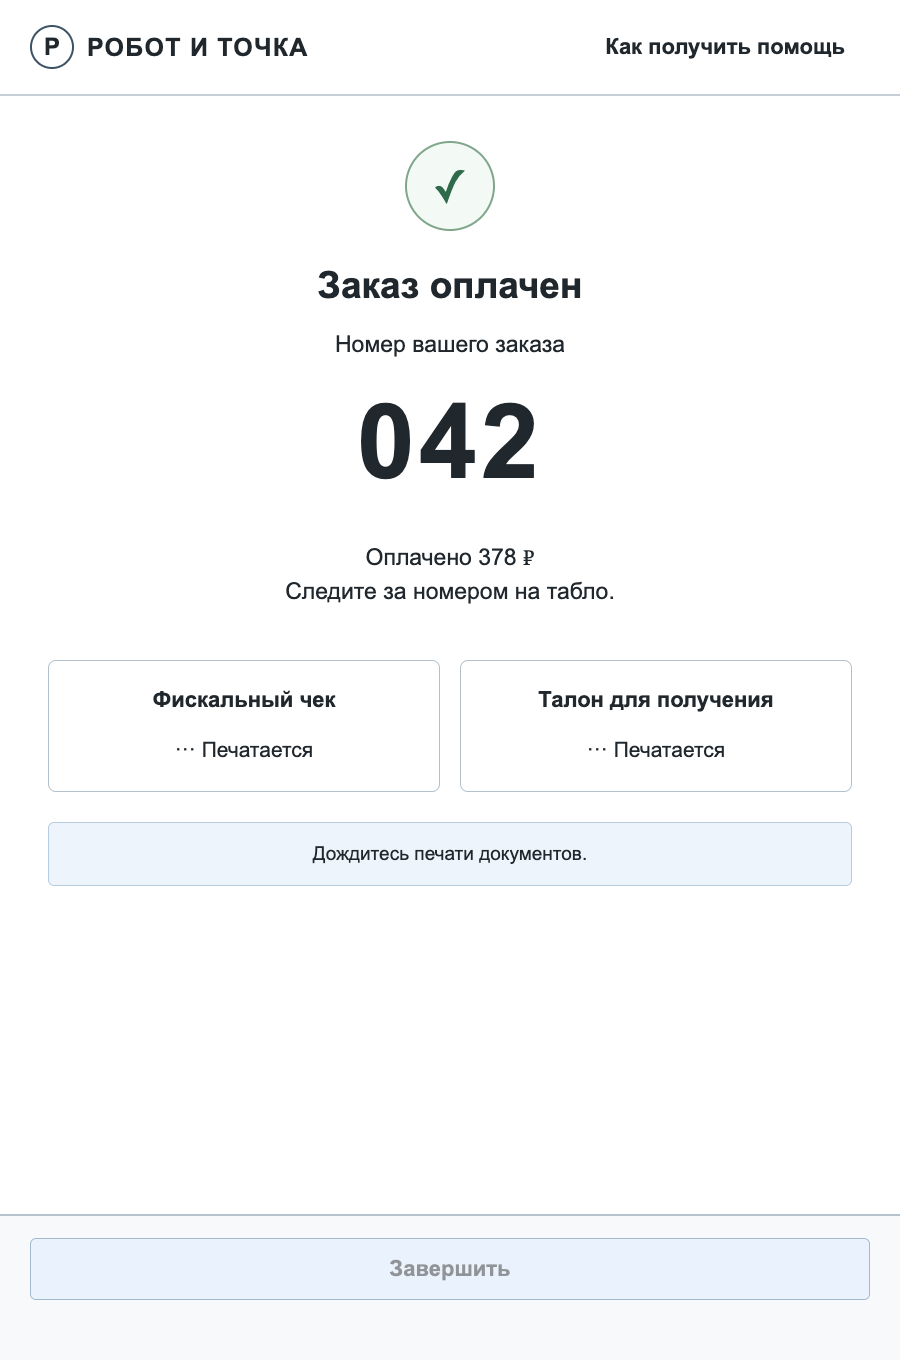 Р РОБОТ И ТОЧКА
Как получить помощь
✓
Заказ оплачен
Номер вашего заказа
042
Оплачено 378 ₽
Следите за номером на табло.
Фискальный чек
··· Печатается
Талон для получения
··· Печатается
Дождитесь печати документов.
Завершить